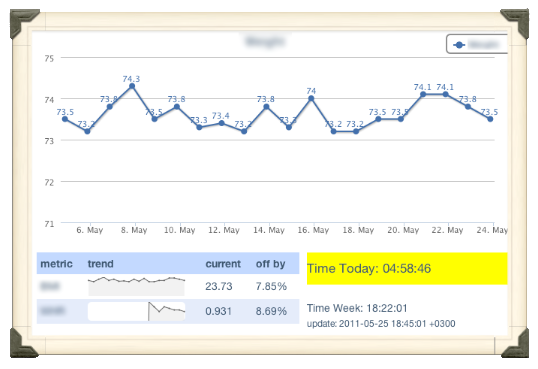 75
74.3
74.1 74.1
74
73.8 73.8 73.8 74 73.8
74
73.5 73.5 73.5 73.5 73.5
73.2 73.3 73.4 73.2 73.3 73.2 73.2
73
72
71
6. May 8. May 10. May 12. May 14. May 16. May 18. May 20. May 22. May 24. May
metric trend current off by
23.73 7.85%
0.931 8.69%
Time Today: 04:58:46
Time Week: 18:22:01
update: 2011-05-25 18:45:01 +0300